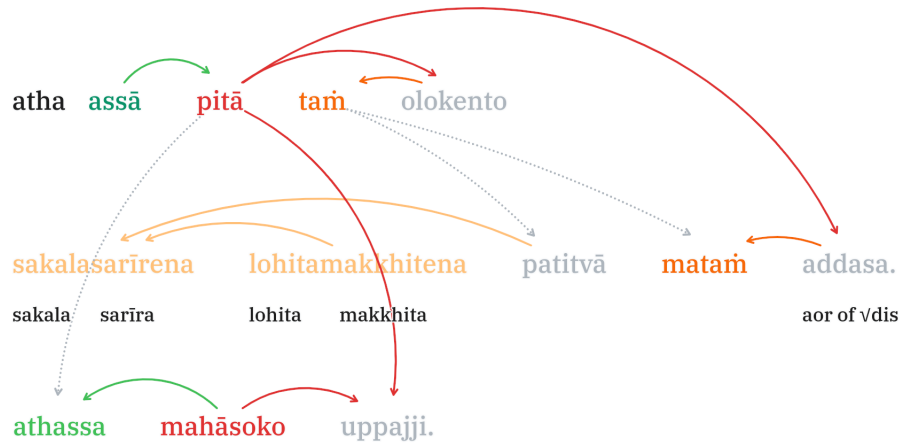 atha assā pitā taṁ olokento
sakalasarīrena lohitamakkhitena patitvā mataṁ addasa.
sakala sarīra lohita makkhita aor of √dis
athassa mahāsoko uppajji.